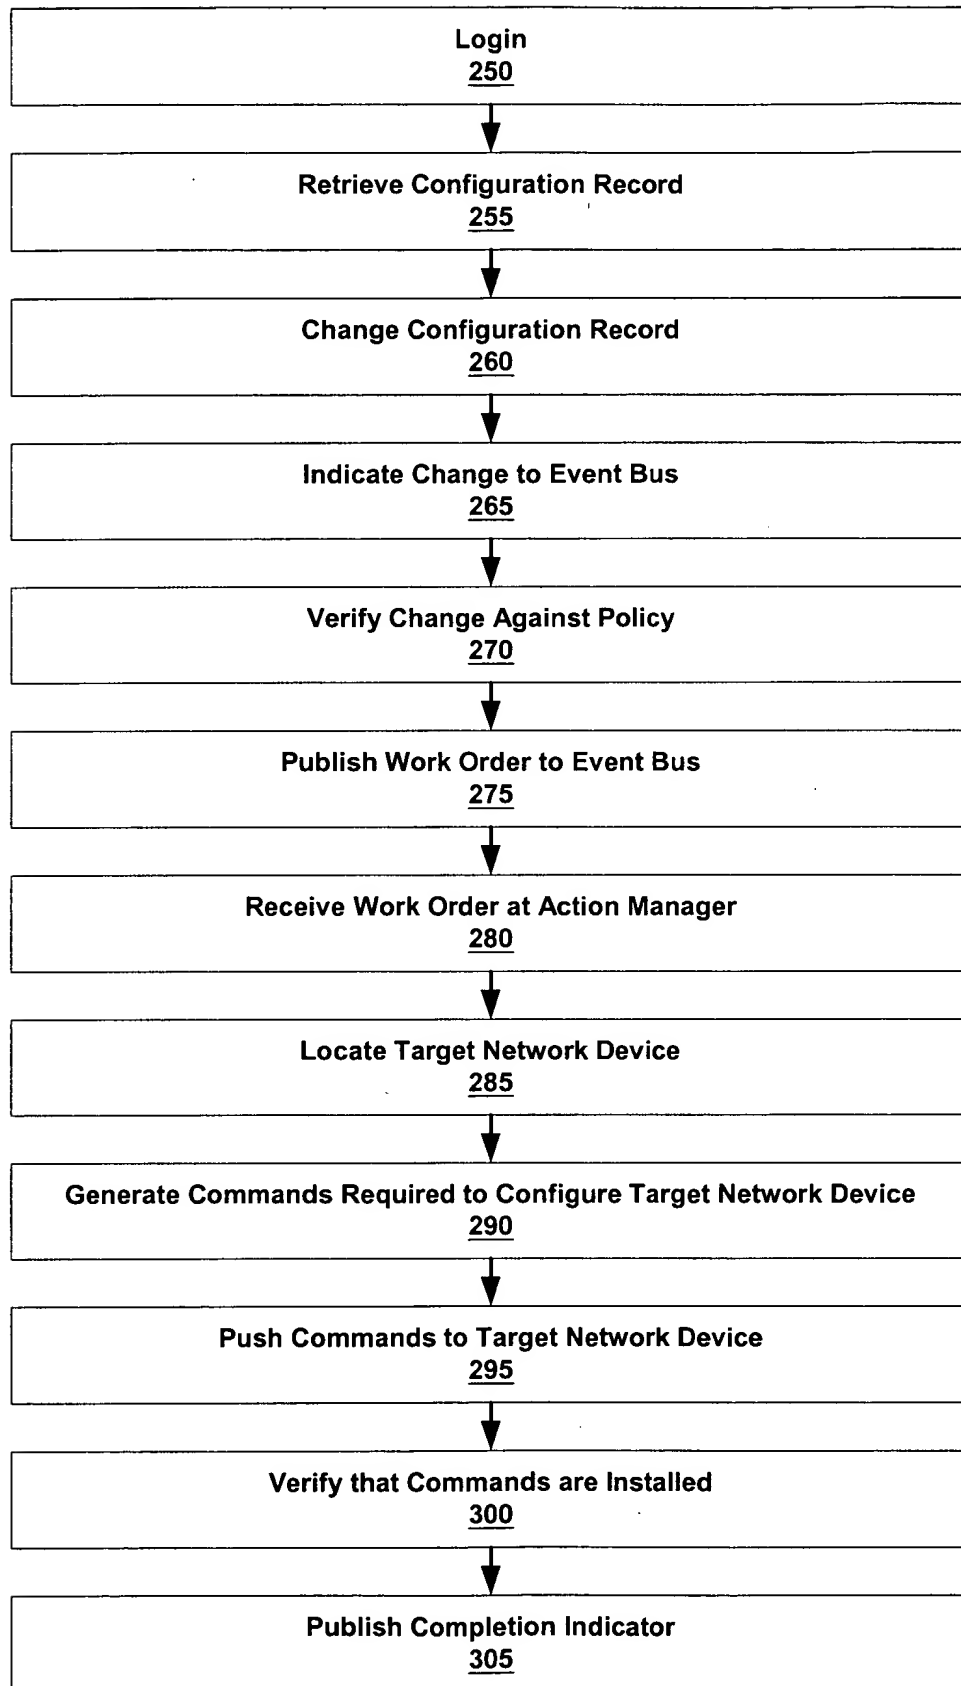 Login
250
Retrieve Configuration Record
255
Change Configuration Record
260
Indicate Change to Event Bus
265
Verify Change Against Policy
270
Publish Work Order to Event Bus
275
Receive Work Order at Action Manager
280
Locate Target Network Device
285
Generate Commands Required to Configure Target Network Device
290
Push Commands to Target Network Device
295
Verify that Commands are Installed
300
Publish Completion Indicator
305